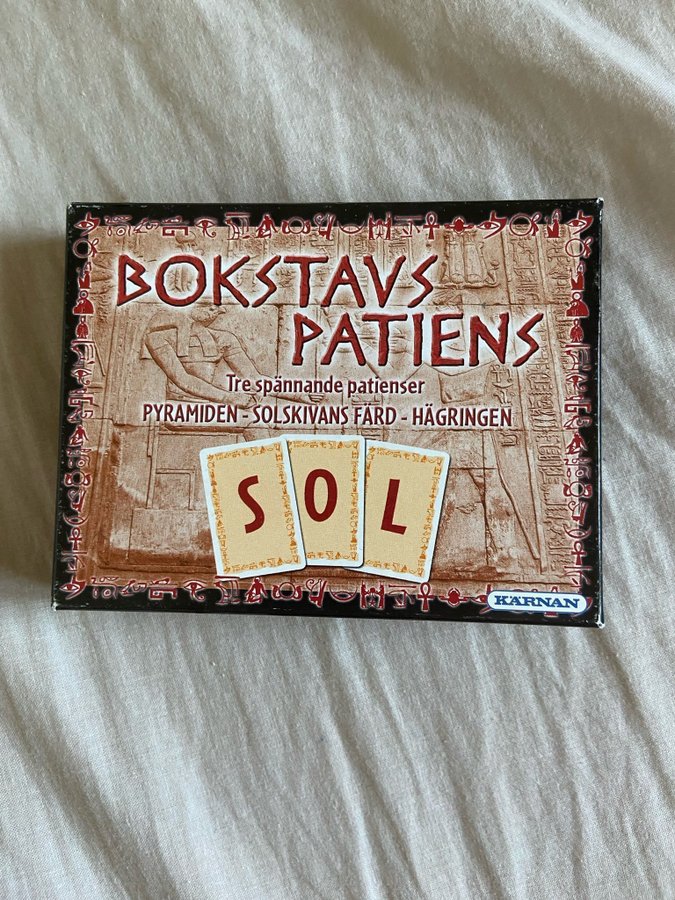 BOKSTAVS
PATIENS
Tre spännande patienser
PYRAMIDEN - SOLSKIVANS FÄRD - HÄGRINGEN
S O L
KÄRNAN